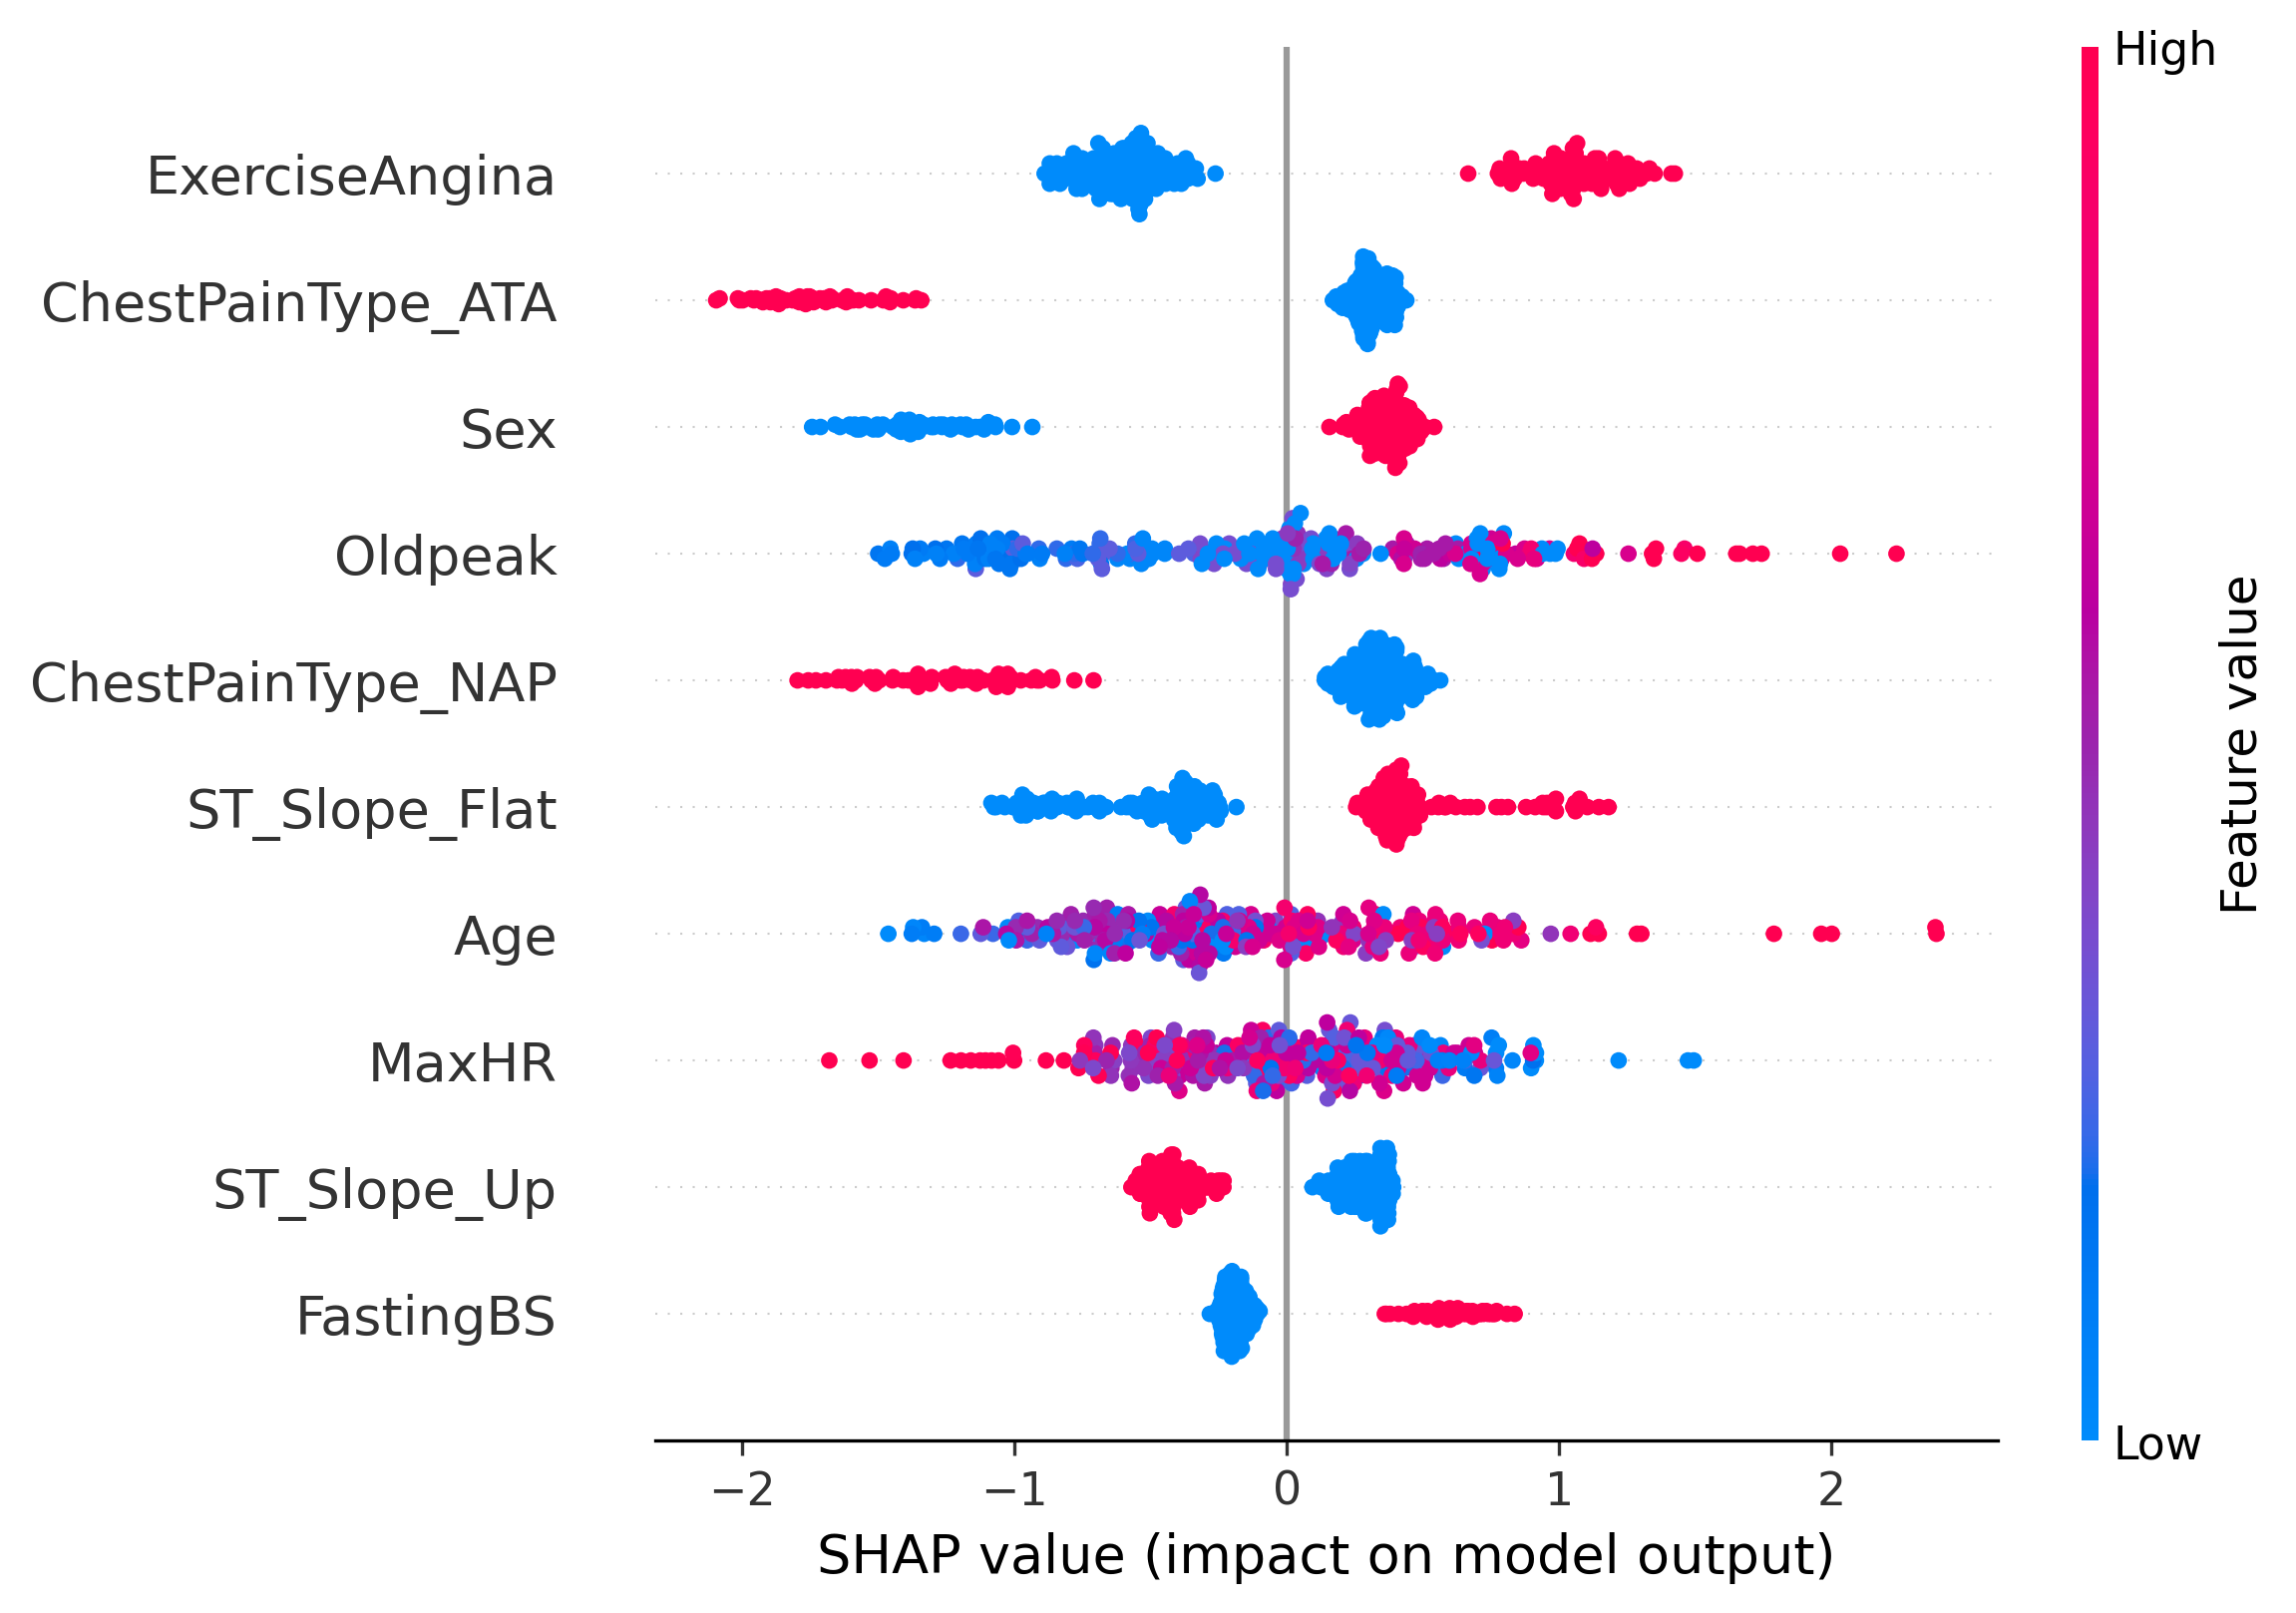 High
ExerciseAngina
ChestPainType_ATA
Sex
Oldpeak
ChestPainType_NAP
ST_Slope_Flat
Age
MaxHR
ST_Slope_Up
FastingBS
Feature value
Low
−2 −1 0 1 2
SHAP value (impact on model output)